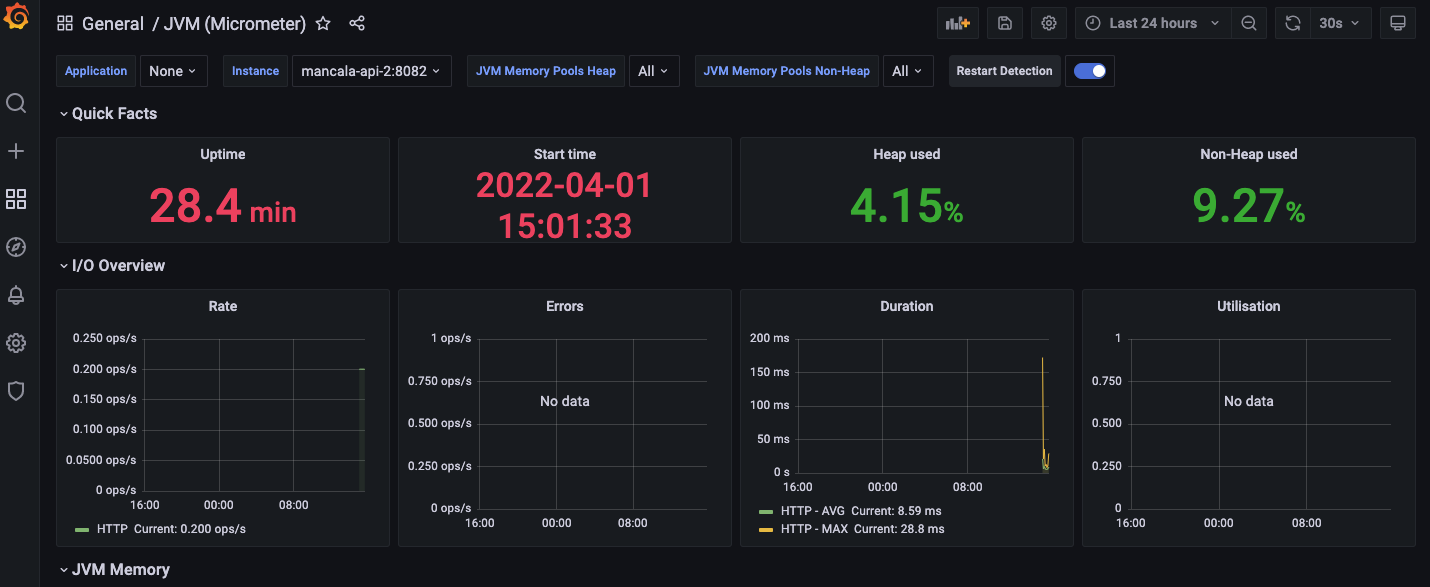 General / JVM (Micrometer)
Last 24 hours
30s
Application None Instance mancala-api-2:8082 JVM Memory Pools Heap All JVM Memory Pools Non-Heap All Restart Detection
Quick Facts
Uptime
28.4 min
Start time
2022-04-01
15:01:33
Heap used
4.15%
Non-Heap used
9.27%
I/O Overview
Rate
0.250 ops/s
0.200 ops/s
0.150 ops/s
0.100 ops/s
0.0500 ops/s
0 ops/s
16:00 00:00 08:00
HTTP Current: 0.200 ops/s
Errors
1 ops/s
0.750 ops/s
No data
0.500 ops/s
0.250 ops/s
0 ops/s
16:00 00:00 08:00
Duration
200 ms
150 ms
100 ms
50 ms
0 s
16:00 00:00 08:00
HTTP - AVG Current: 8.59 ms
HTTP - MAX Current: 28.8 ms
Utilisation
1
0.750
No data
0.500
0.250
0
16:00 00:00 08:00
JVM Memory